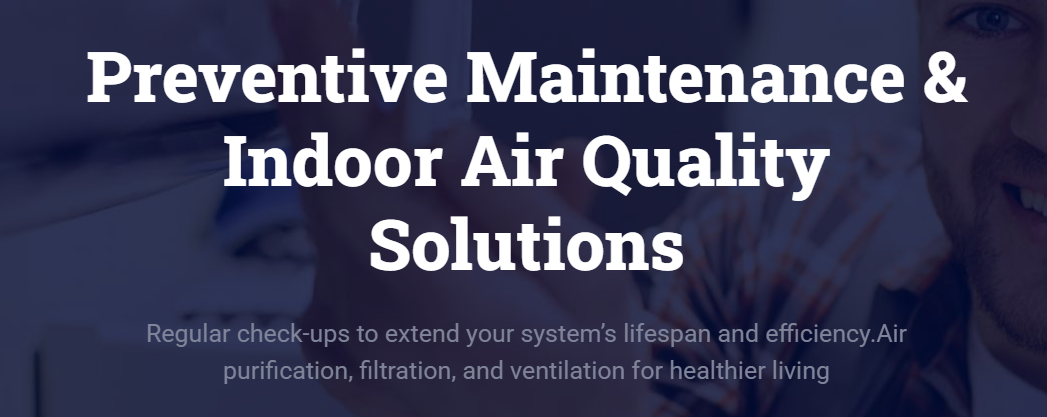 Preventive Maintenance &
Indoor Air Quality
Solutions
Regular check-ups to extend your system’s lifespan and efficiency.Air
purification, filtration, and ventilation for healthier living